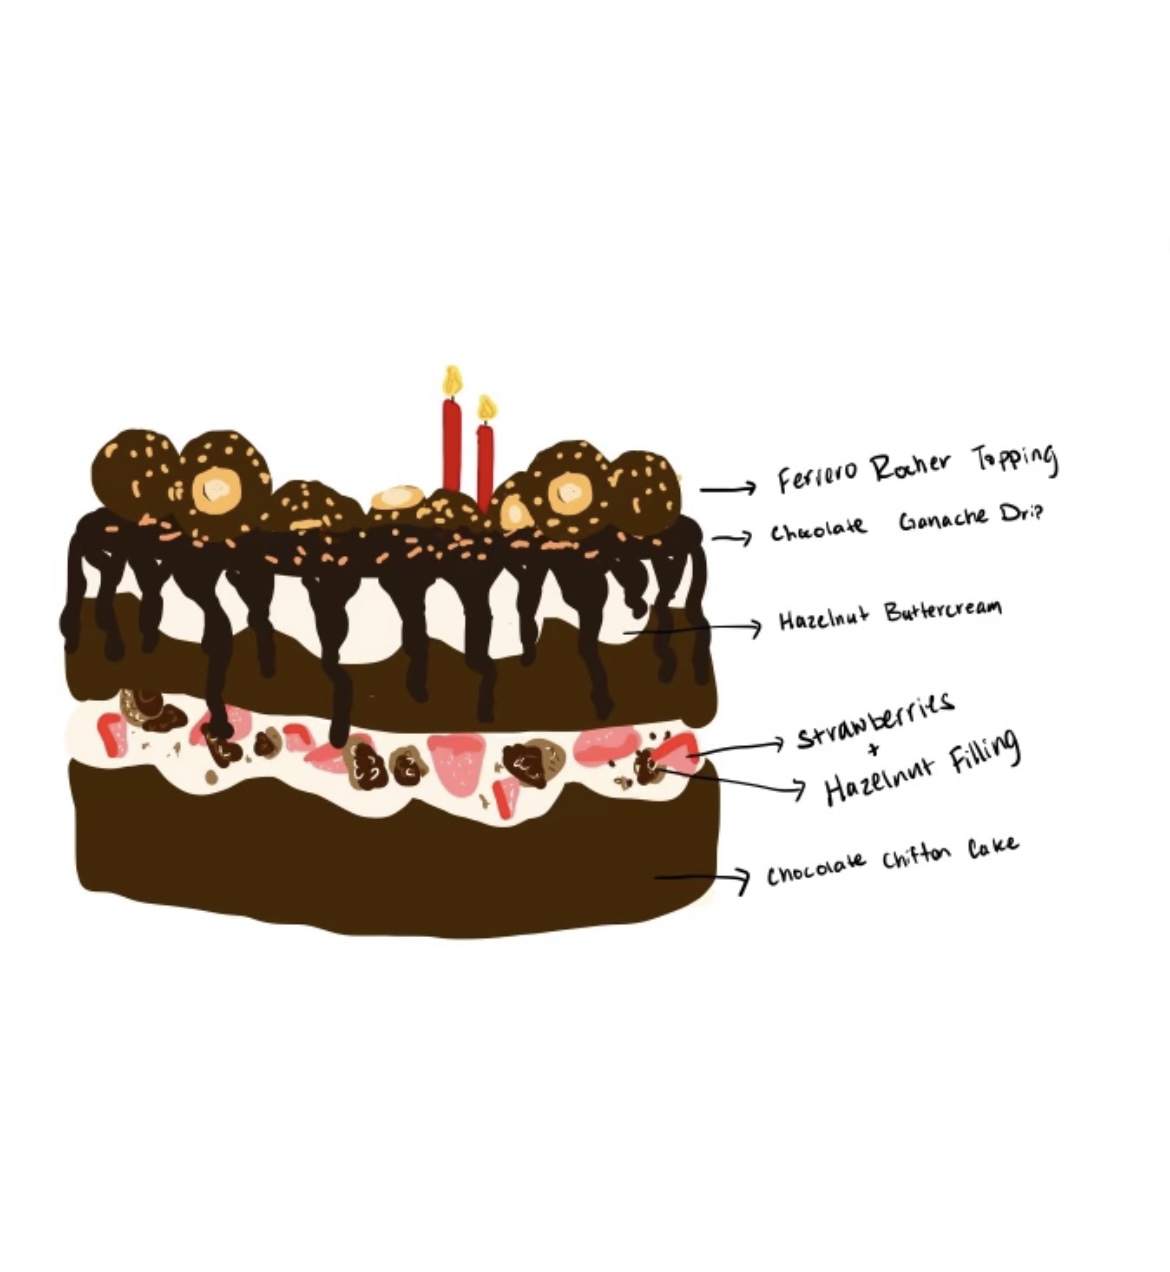 Ferrero Rocher Topping
Chocolate Ganache Drip
Hazelnut Buttercream
Strawberries
+
Hazelnut Filling
Chocolate Chiffon Cake